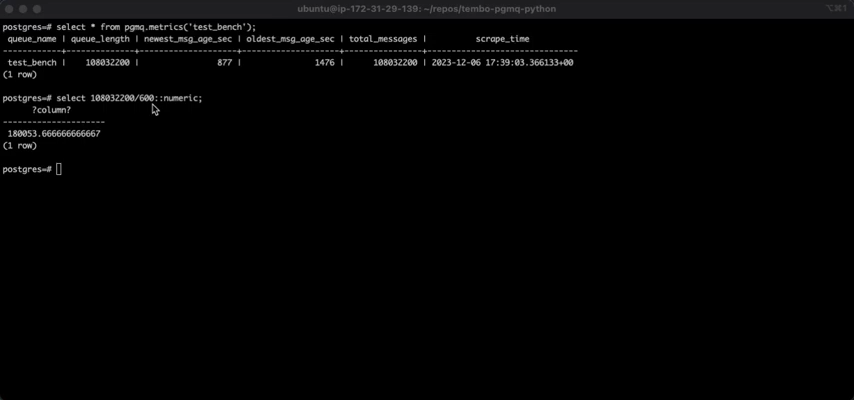 ubuntu@ip-172-31-29-139: ~/repos/tembo-pgmq-python
⌥⌘1
postgres=# select * from pgmq.metrics('test_bench');
queue_name | queue_length | newest_msg_age_sec | oldest_msg_age_sec | total_messages | scrape_time
------------+--------------+--------------------+--------------------+----------------+-------------------------------
test_bench | 108032200 | 877 | 1476 | 108032200 | 2023-12-06 17:39:03.366133+00
(1 row)
postgres=# select 108032200/600::numeric;
?column?
---------------------
180053.666666666667
(1 row)
postgres=#